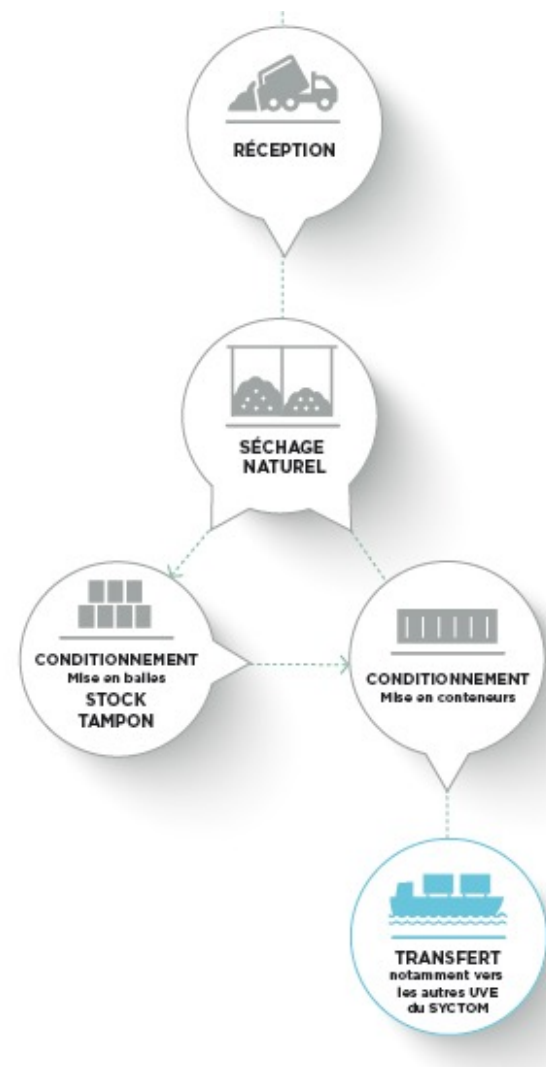 RÉCEPTION
SÉCHAGE
NATUREL
CONDITIONNEMENT
Mise en balles
STOCK
TAMPON
CONDITIONNEMENT
Mise en conteneurs
TRANSFERT
notamment vers
les autres UVE
du SYCTOM